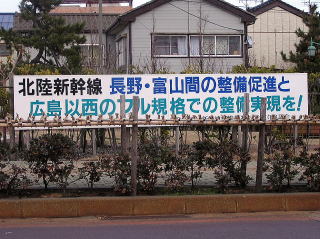 北陸新幹線 長野・富山間の整備促進と
広島以西のフル規格での整備実現を!